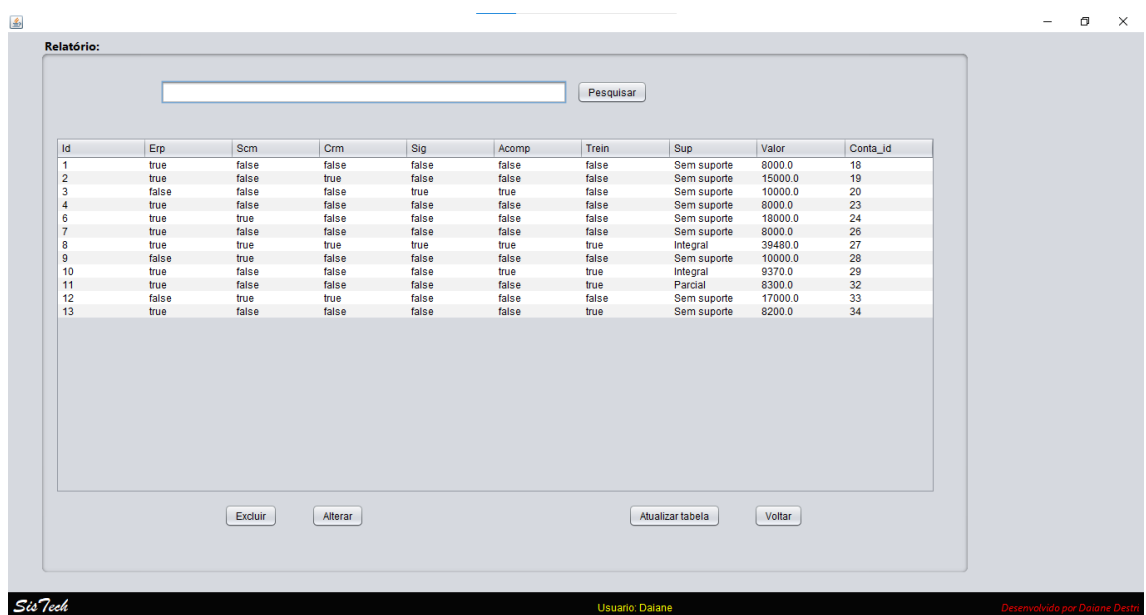 Relatório:
Pesquisar
Id Erp Scm Crm Sig Acomp Trein Sup Valor Conta_id
1 true false false false false false Sem suporte 8000.0 18
2 true false true false false false Sem suporte 15000.0 19
3 false false false true true false Sem suporte 10000.0 20
4 true false false false false false Sem suporte 8000.0 23
6 true true false false false false Sem suporte 18000.0 24
7 true false false false false false Sem suporte 8000.0 26
8 true true true true true true Integral 39480.0 27
9 false true false false false false Sem suporte 10000.0 28
10 true false false false true true Integral 9370.0 29
11 true false false false false true Parcial 8300.0 32
12 false true true false false false Sem suporte 17000.0 33
13 true false false false false true Sem suporte 8200.0 34
Excluir Alterar Atualizar tabela Voltar
SisTech Usuario: Daiane Desenvolvido por Daiane Destri